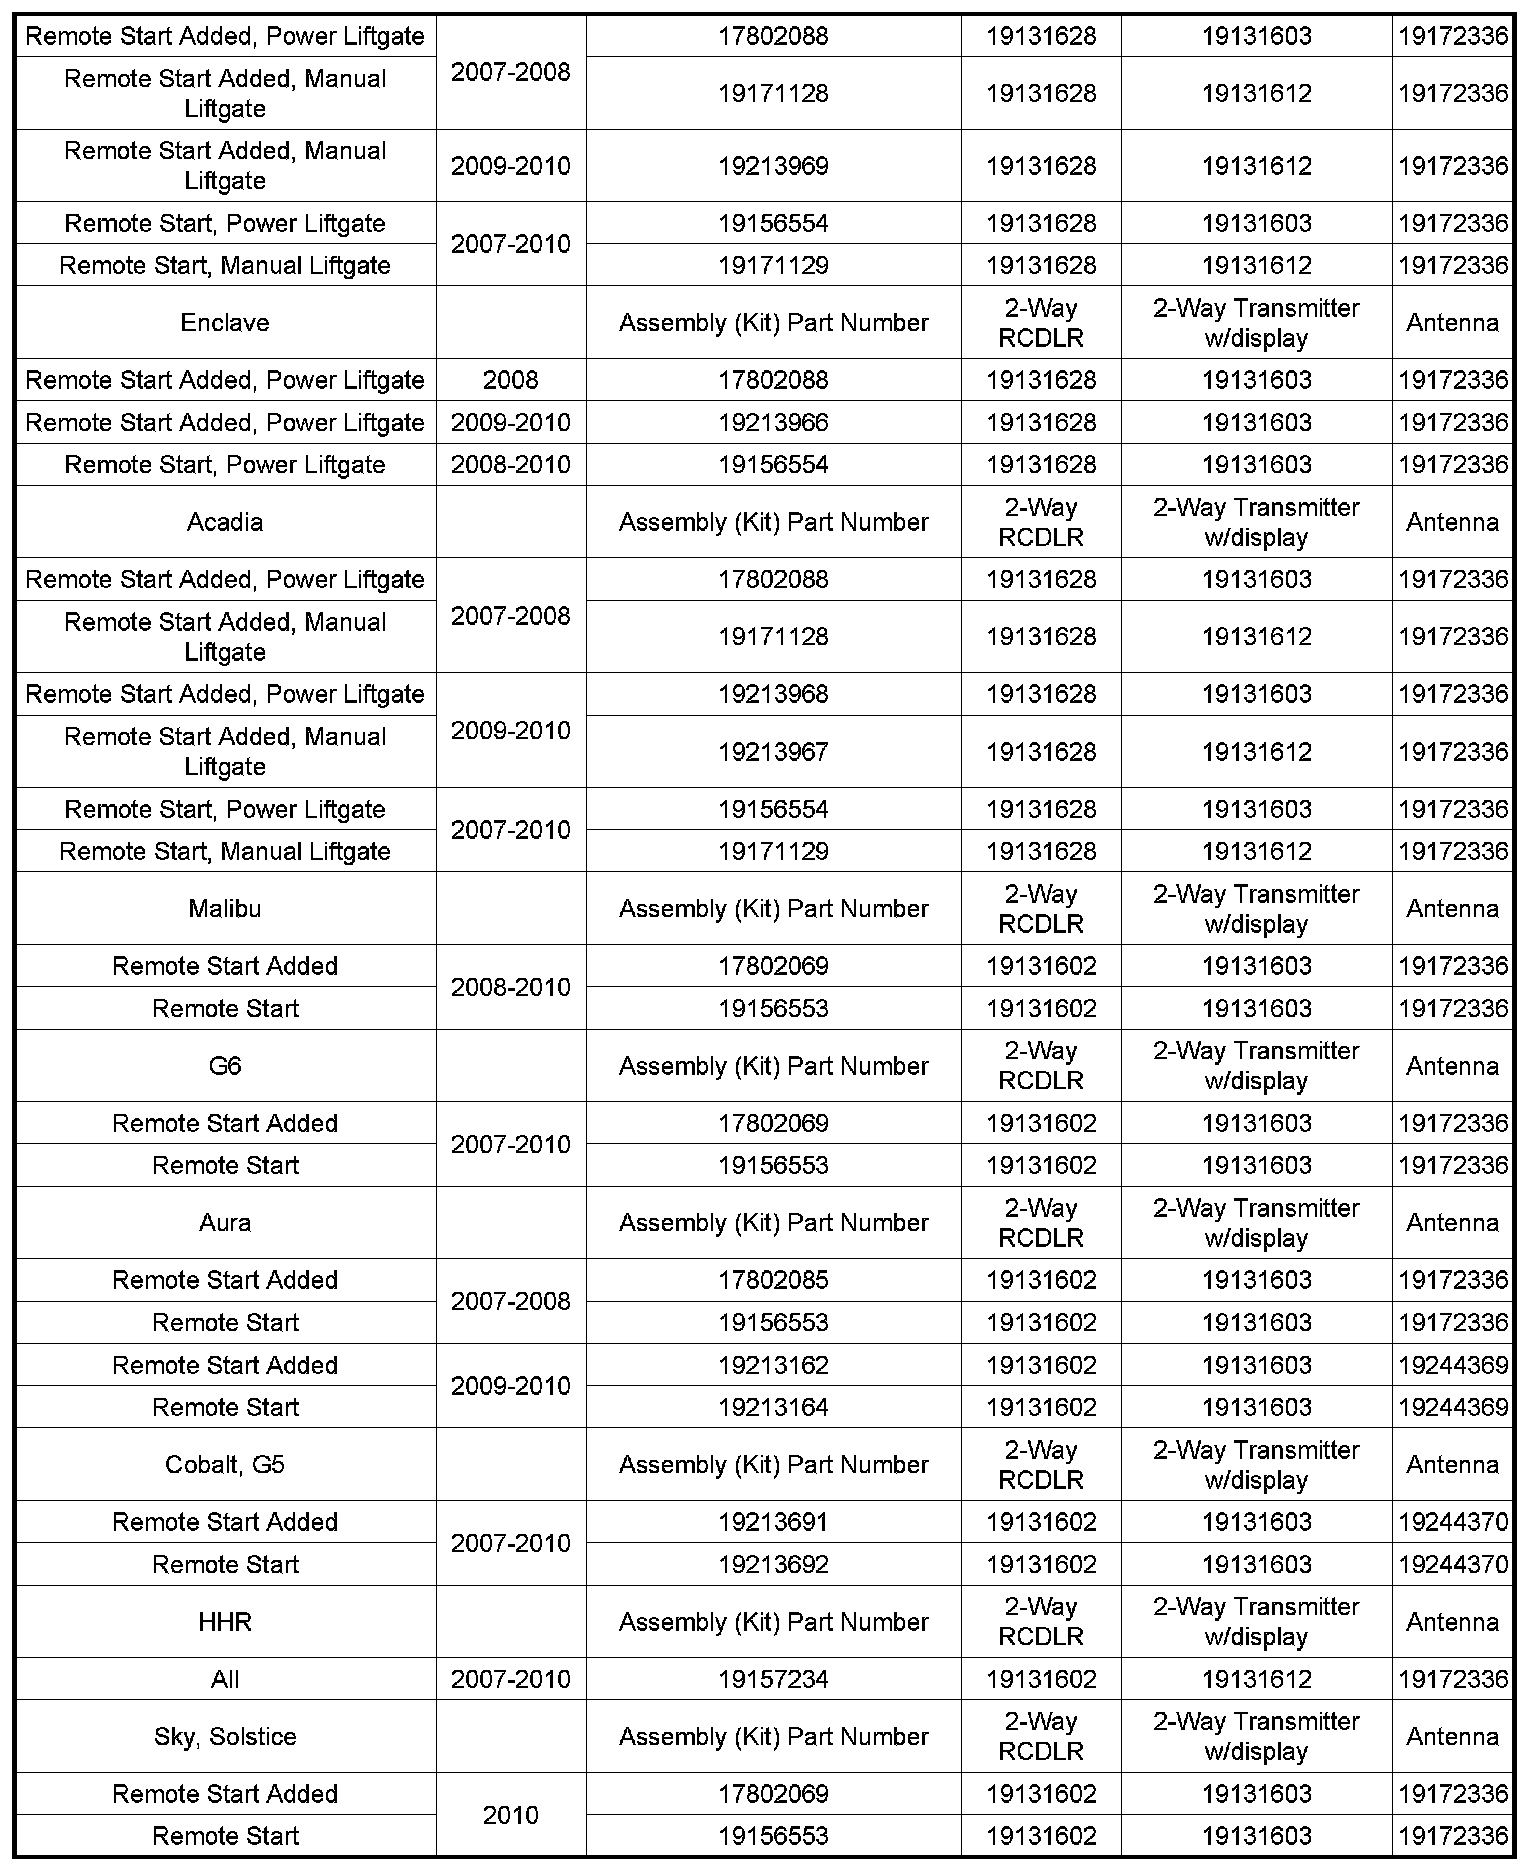 Remote Start Added, Power Liftgate 2007-2008 17802088 19131628 19131603 19172336
Remote Start Added, Manual Liftgate 19171128 19131628 19131612 19172336
Remote Start Added, Manual Liftgate 2009-2010 19213969 19131628 19131612 19172336
Remote Start, Power Liftgate 2007-2010 19156554 19131628 19131603 19172336
Remote Start, Manual Liftgate 19171129 19131628 19131612 19172336
Enclave Assembly (Kit) Part Number 2-Way RCDLR 2-Way Transmitter w/display Antenna
Remote Start Added, Power Liftgate 2008 17802088 19131628 19131603 19172336
Remote Start Added, Power Liftgate 2009-2010 19213966 19131628 19131603 19172336
Remote Start, Power Liftgate 2008-2010 19156554 19131628 19131603 19172336
Acadia Assembly (Kit) Part Number 2-Way RCDLR 2-Way Transmitter w/display Antenna
Remote Start Added, Power Liftgate 2007-2008 17802088 19131628 19131603 19172336
Remote Start Added, Manual Liftgate 19171128 19131628 19131612 19172336
Remote Start Added, Power Liftgate 2009-2010 19213968 19131628 19131603 19172336
Remote Start Added, Manual Liftgate 19213967 19131628 19131612 19172336
Remote Start, Power Liftgate 2007-2010 19156554 19131628 19131603 19172336
Remote Start, Manual Liftgate 19171129 19131628 19131612 19172336
Malibu Assembly (Kit) Part Number 2-Way RCDLR 2-Way Transmitter w/display Antenna
Remote Start Added 2008-2010 17802069 19131602 19131603 19172336
Remote Start 19156553 19131602 19131603 19172336
G6 Assembly (Kit) Part Number 2-Way RCDLR 2-Way Transmitter w/display Antenna
Remote Start Added 2007-2010 17802069 19131602 19131603 19172336
Remote Start 19156553 19131602 19131603 19172336
Aura Assembly (Kit) Part Number 2-Way RCDLR 2-Way Transmitter w/display Antenna
Remote Start Added 2007-2008 17802085 19131602 19131603 19172336
Remote Start 19156553 19131602 19131603 19172336
Remote Start Added 2009-2010 19213162 19131602 19131603 19244369
Remote Start 19213164 19131602 19131603 19244369
Cobalt, G5 Assembly (Kit) Part Number 2-Way RCDLR 2-Way Transmitter w/display Antenna
Remote Start Added 2007-2010 19213691 19131602 19131603 19244370
Remote Start 19213692 19131602 19131603 19244370
HHR Assembly (Kit) Part Number 2-Way RCDLR 2-Way Transmitter w/display Antenna
All 2007-2010 19157234 19131602 19131612 19172336
Sky, Solstice Assembly (Kit) Part Number 2-Way RCDLR 2-Way Transmitter w/display Antenna
Remote Start Added 2010 17802069 19131602 19131603 19172336
Remote Start 19156553 19131602 19131603 19172336